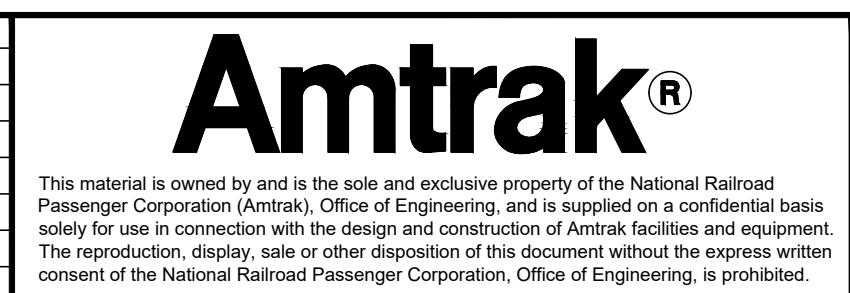 Amtrak®
This material is owned by and is the sole and exclusive property of the National Railroad
Passenger Corporation (Amtrak), Office of Engineering, and is supplied on a confidential basis
solely for use in connection with the design and construction of Amtrak facilities and equipment.
The reproduction, display, sale or other disposition of this document without the express written
consent of the National Railroad Passenger Corporation, Office of Engineering, is prohibited.